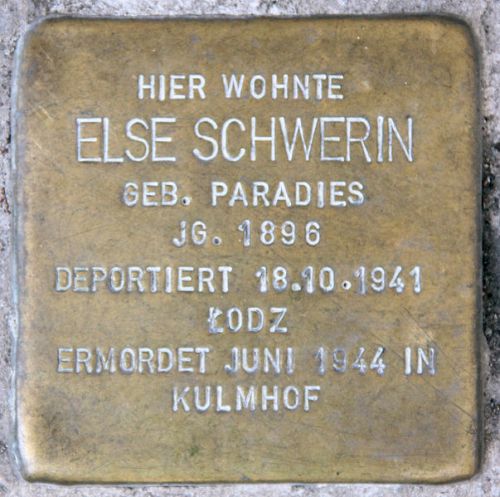 HIER WOHNTE
ELSE SCHWERIN
GEB. PARADIES
JG. 1896
DEPORTIERT 18.10.1941
ŁODZ
ERMORDET JUNI 1944 IN
KULMHOF